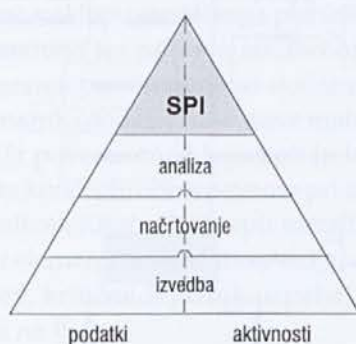 SPI
analiza
načrtovanje
izvedba
podatki aktivnosti